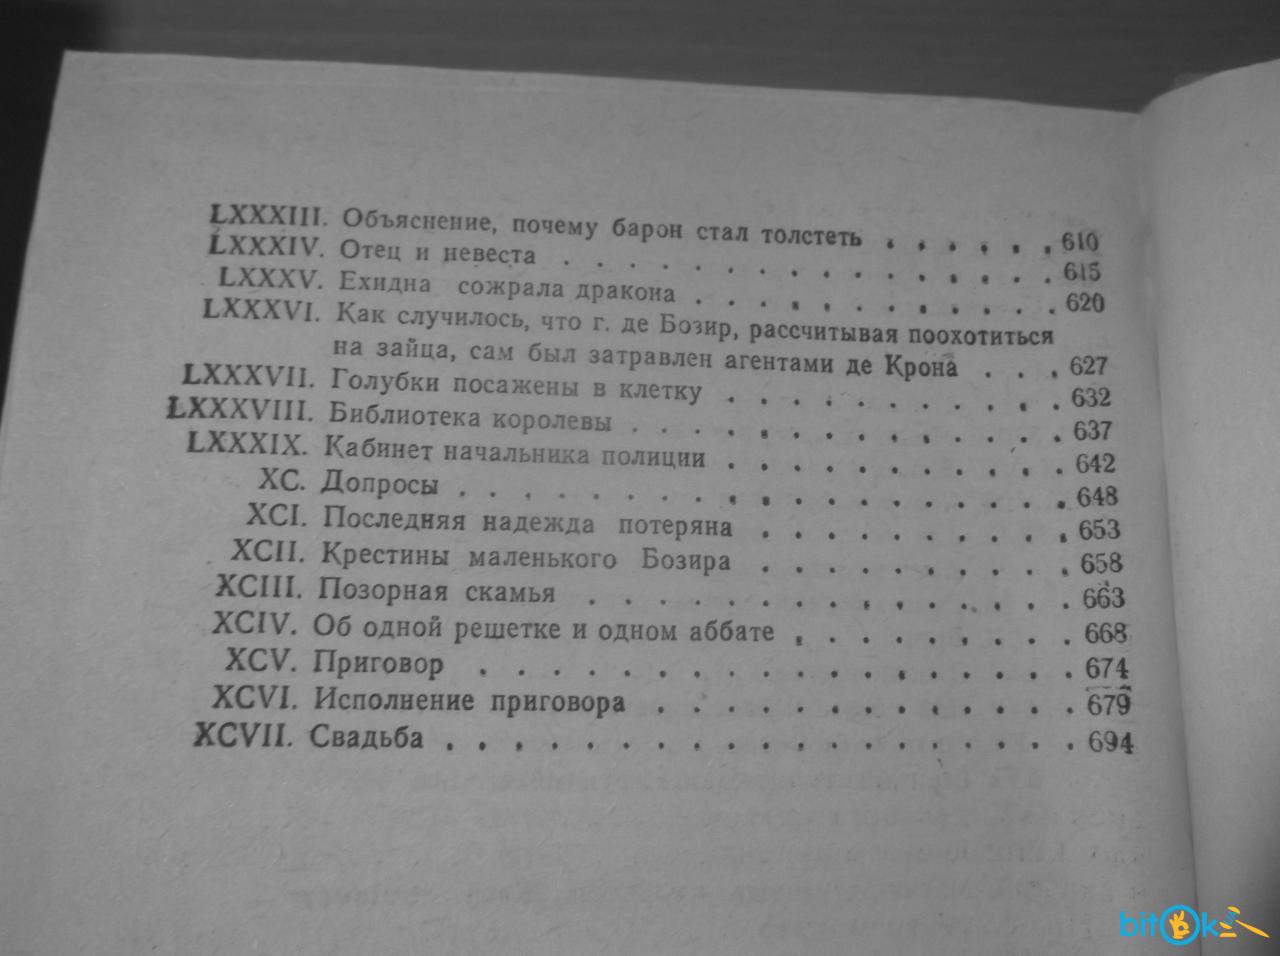 LXXXIII. Объяснение, почему барон стал толстеть . . . . . . 610
LXXXIV. Отец и невеста . . . . . . . . . . . . . . . 615
LXXXV. Ехидна сожрала дракона . . . . . . . . . . . 620
LXXXVI. Как случилось, что г. де Бозир, рассчитывая поохотиться
на зайца, сам был затравлен агентами де Крона . . . 627
LXXXVII. Голубки посажены в клетку . . . . . . . . . . . 632
LXXXVIII. Библиотека королевы . . . . . . . . . . . . . . 637
LXXXIX. Кабинет начальника полиции . . . . . . . . . . . 642
XC. Допросы . . . . . . . . . . . . . . . . . . . 648
XCI. Последняя надежда потеряна . . . . . . . . . . 653
XCII. Крестины маленького Бозира . . . . . . . . . . 658
XCIII. Позорная скамья . . . . . . . . . . . . . . . 663
XCIV. Об одной решетке и одном аббате . . . . . . . . . 668
XCV. Приговор . . . . . . . . . . . . . . . . . 674
XCVI. Исполнение приговора . . . . . . . . . . . . . 679
XCVII. Свадьба . . . . . . . . . . . . . . . . . . 694
bitOk